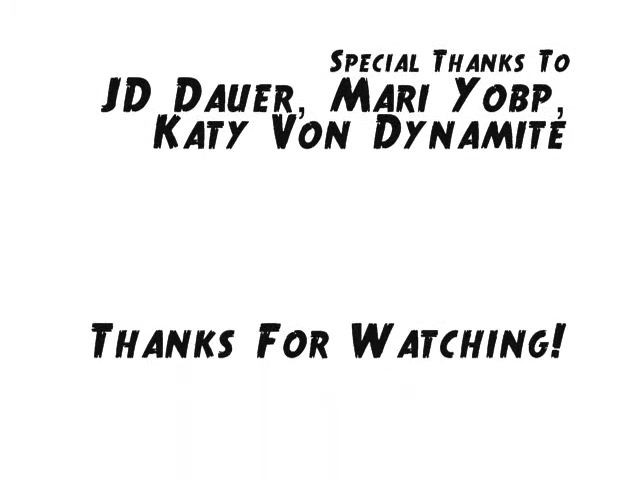 Special Thanks To
JD Dauer, Mari Yobp,
Katy Von Dynamite
Thanks For Watching!